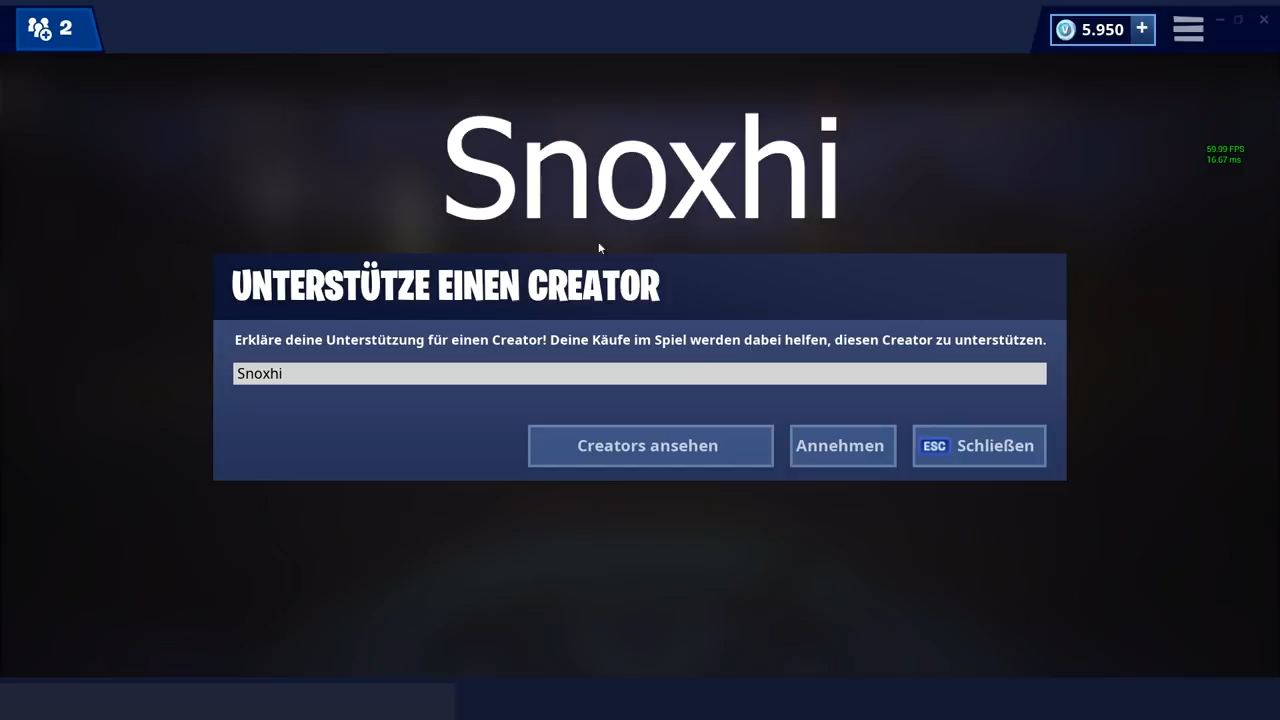 2
5.950 +
Snoxhi
59.99 FPS
16.67 ms
UNTERSTÜTZE EINEN CREATOR
Erkläre deine Unterstützung für einen Creator! Deine Käufe im Spiel werden dabei helfen, diesen Creator zu unterstützen.
Snoxhi
Creators ansehen
Annehmen
ESC Schließen